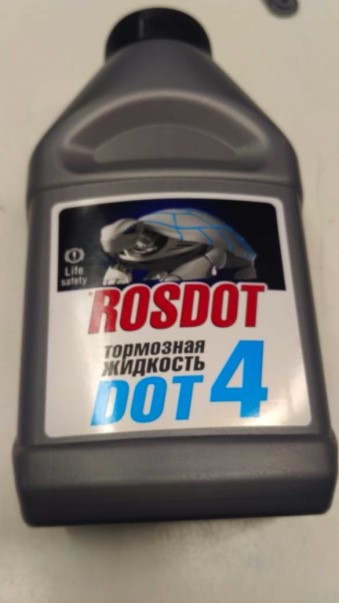 Life
safety
ROSDOT
тормозная
жидкость
DOT 4